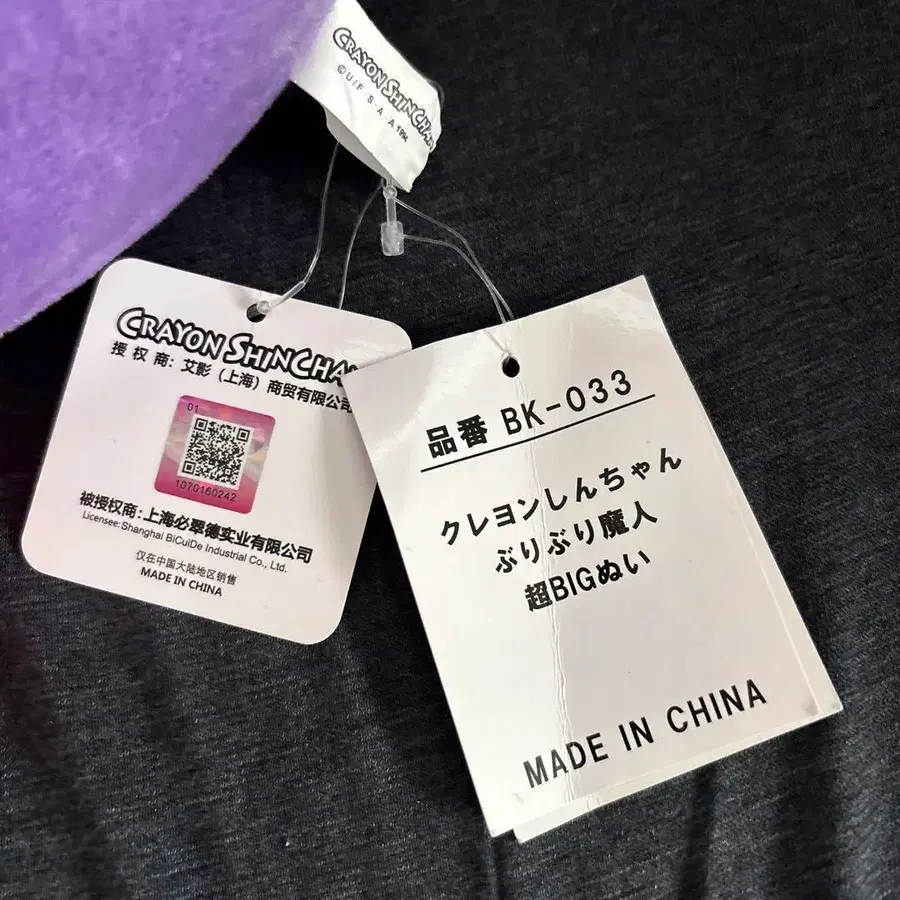 CRAYON SHINCHAN
©U/F・S・A・A 1994
CRAYON SHINCHAN
授权商：艾影（上海）商贸有限公司
01
1070160242
被授权商：上海必翠德实业有限公司
Licensee:Shanghai BiCuiDe Industrial Co., Ltd.
仅在中国大陆地区销售
MADE IN CHINA
品番 BK-033
クレヨンしんちゃん
ぶりぶり魔人
超BIGぬい
MADE IN CHINA